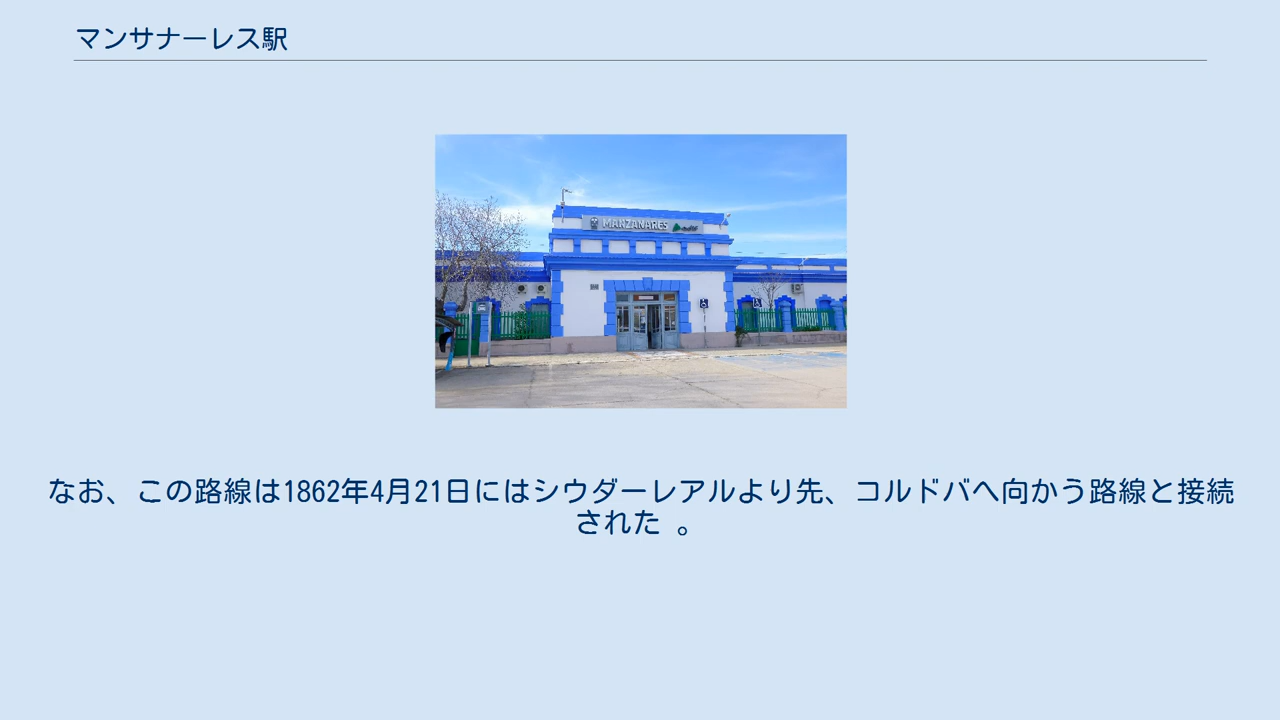 マンサナーレス駅
MANZANARES adif
なお、この路線は1862年4月21日にはシウダーレアルより先、コルドバへ向かう路線と接続
された 。